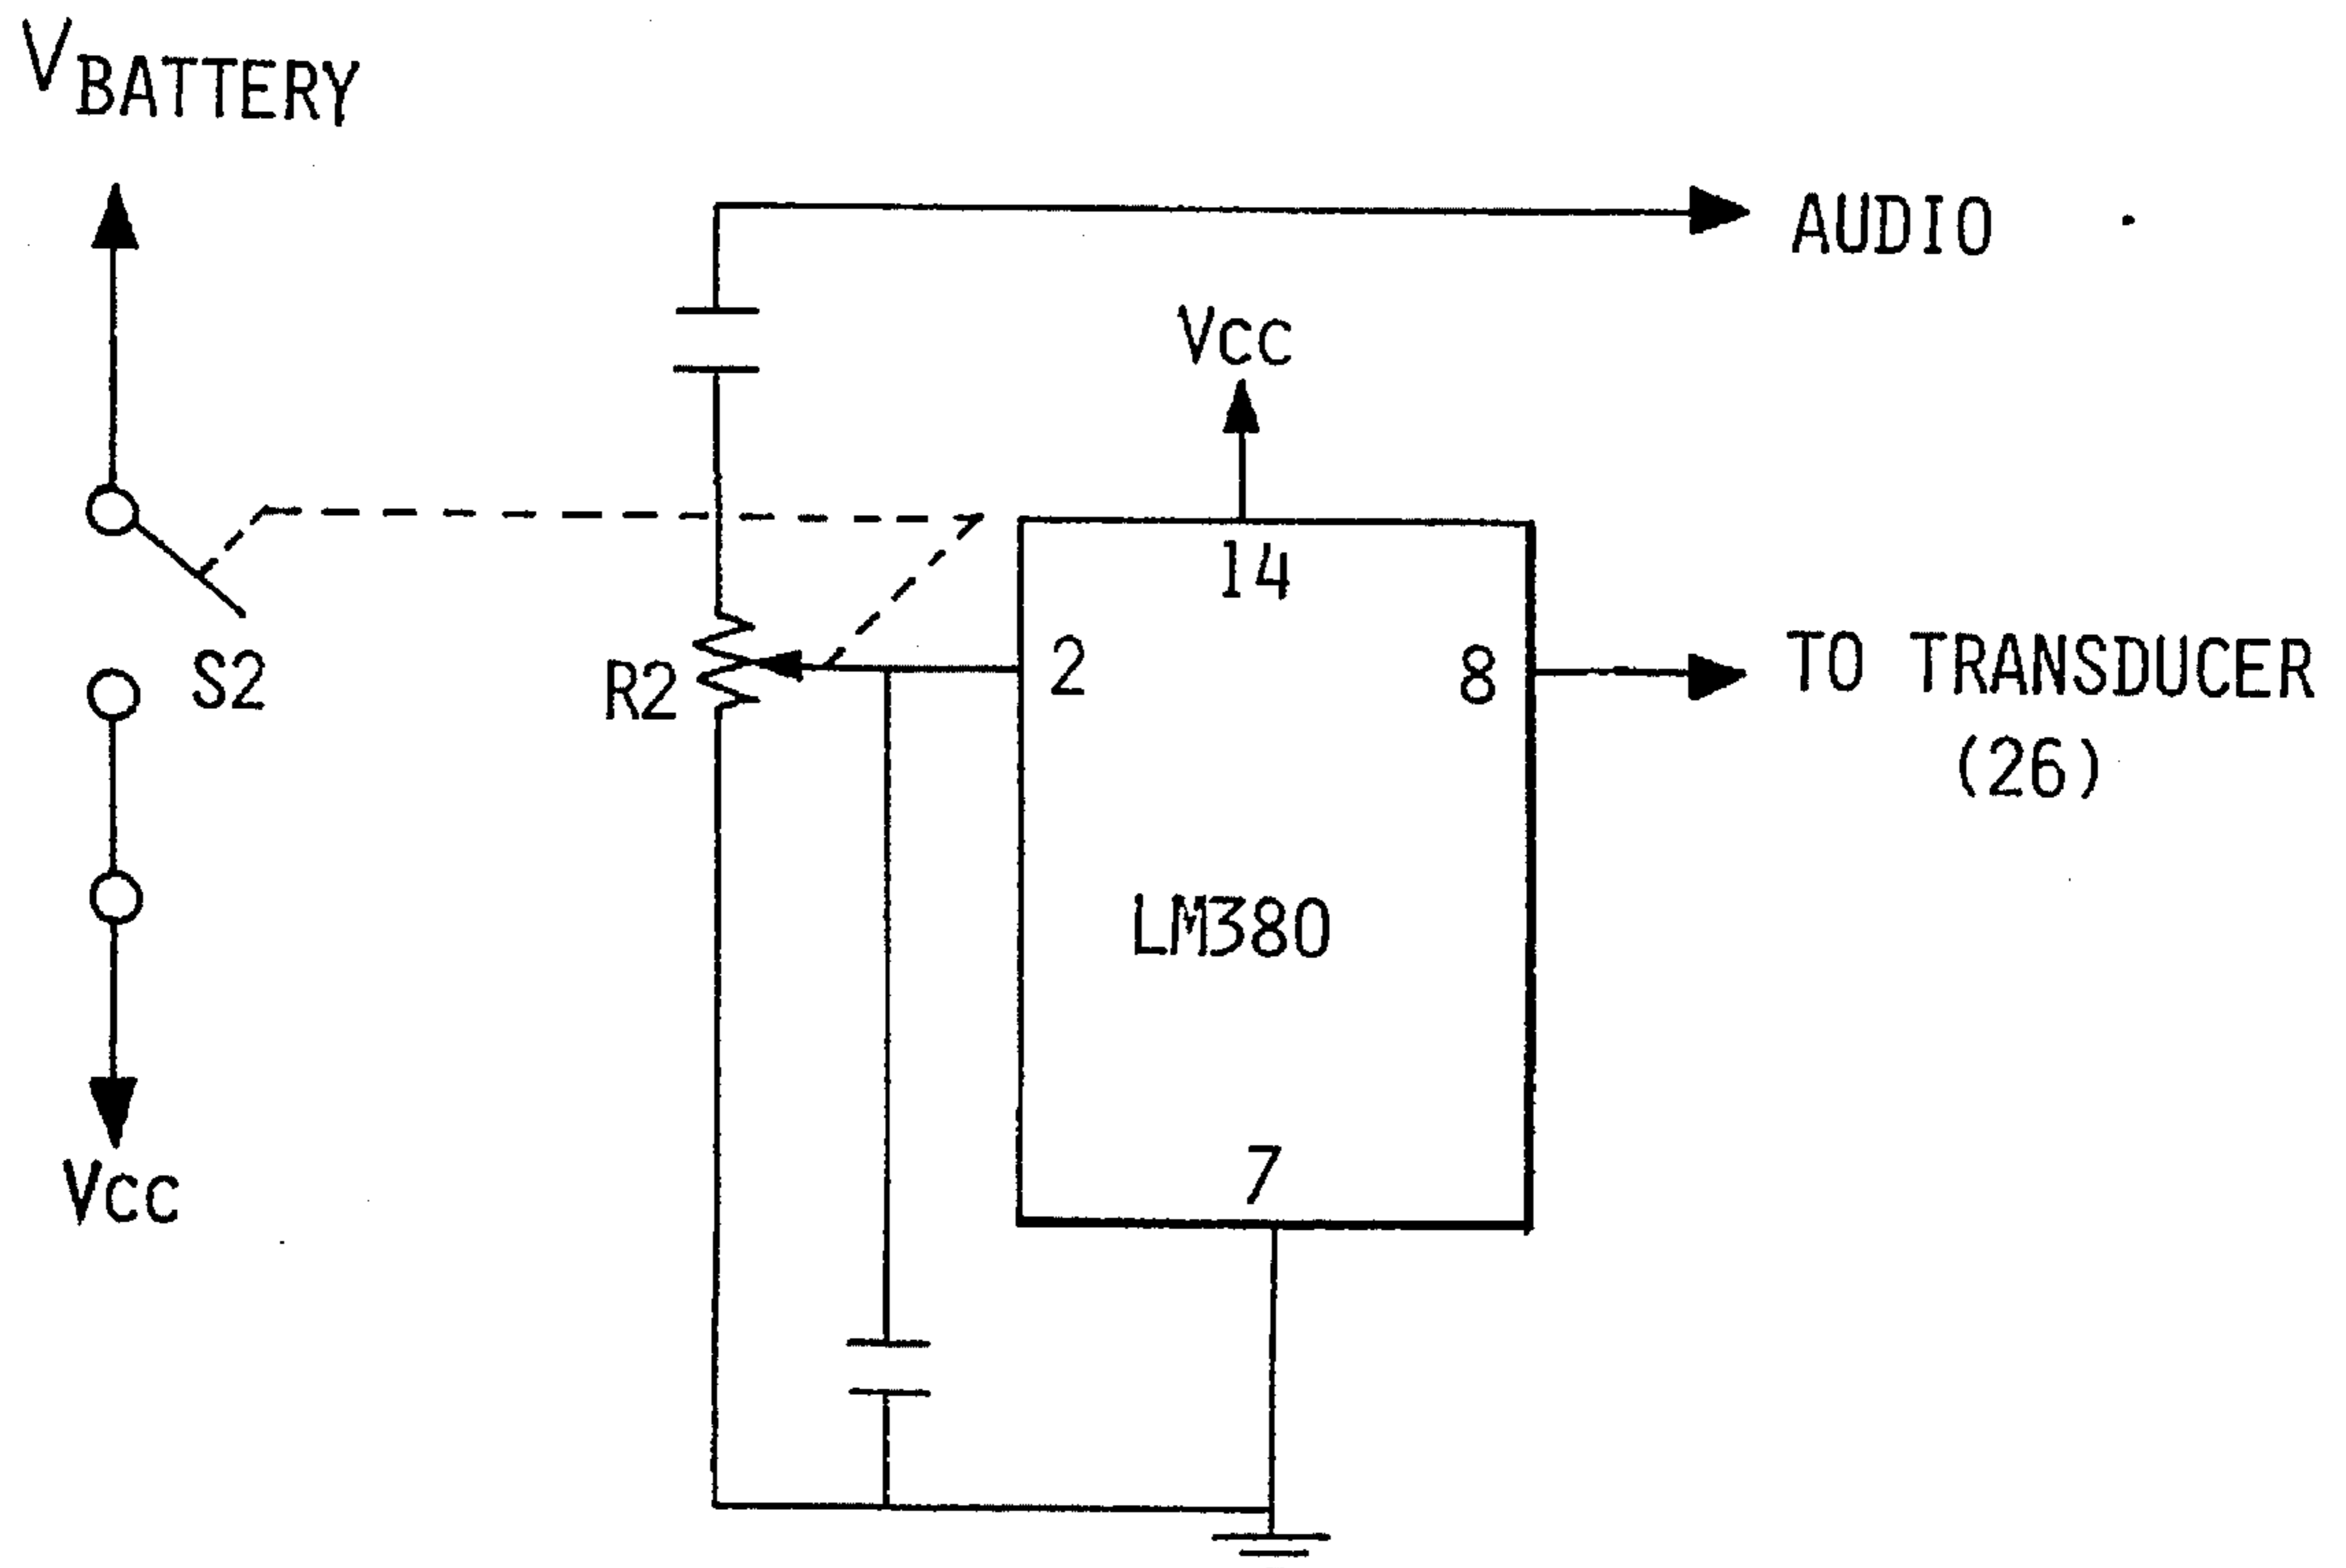 VBATTERY
AUDIO
Vcc
14
S2
R2
2
8
TO TRANSDUCER
(26)
LM380
7
Vcc